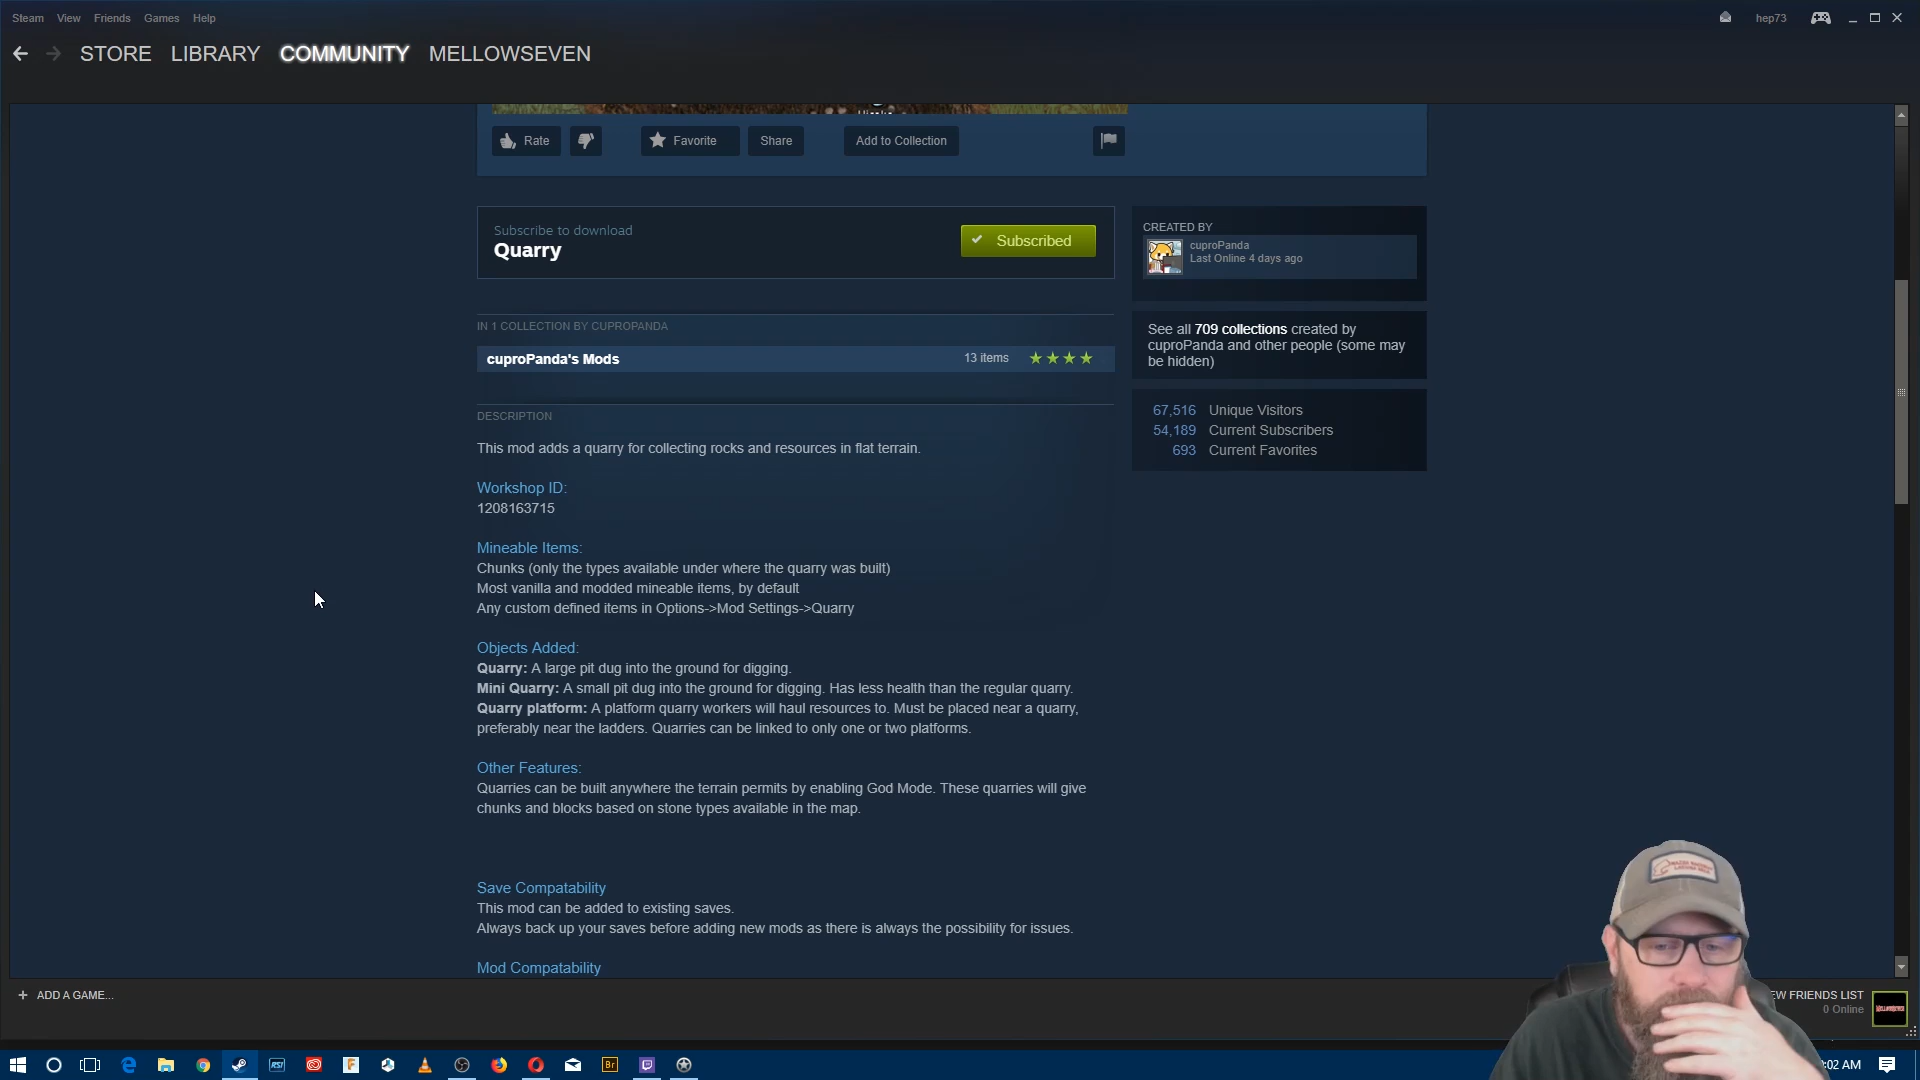 Steam View Friends Games Help
hep73
STORE LIBRARY COMMUNITY MELLOWSEVEN
Rate
Favorite
Share
Add to Collection
Subscribe to download
Quarry
Subscribed
CREATED BY
cuproPanda
Last Online 4 days ago
IN 1 COLLECTION BY CUPROPANDA
cuproPanda's Mods
13 items
See all 709 collections created by
cuproPanda and other people (some may
be hidden)
67,516 Unique Visitors
54,189 Current Subscribers
693 Current Favorites
DESCRIPTION
This mod adds a quarry for collecting rocks and resources in flat terrain.
Workshop ID:
1208163715
Mineable Items:
Chunks (only the types available under where the quarry was built)
Most vanilla and modded mineable items, by default
Any custom defined items in Options->Mod Settings->Quarry
Objects Added:
Quarry: A large pit dug into the ground for digging.
Mini Quarry: A small pit dug into the ground for digging. Has less health than the regular quarry.
Quarry platform: A platform quarry workers will haul resources to. Must be placed near a quarry,
preferably near the ladders. Quarries can be linked to only one or two platforms.
Other Features:
Quarries can be built anywhere the terrain permits by enabling God Mode. These quarries will give
chunks and blocks based on stone types available in the map.
Save Compatability
This mod can be added to existing saves.
Always back up your saves before adding new mods as there is always the possibility for issues.
Mod Compatability
+ ADD A GAME...
EW FRIENDS LIST
0 Online
RSI
Br
:02 AM